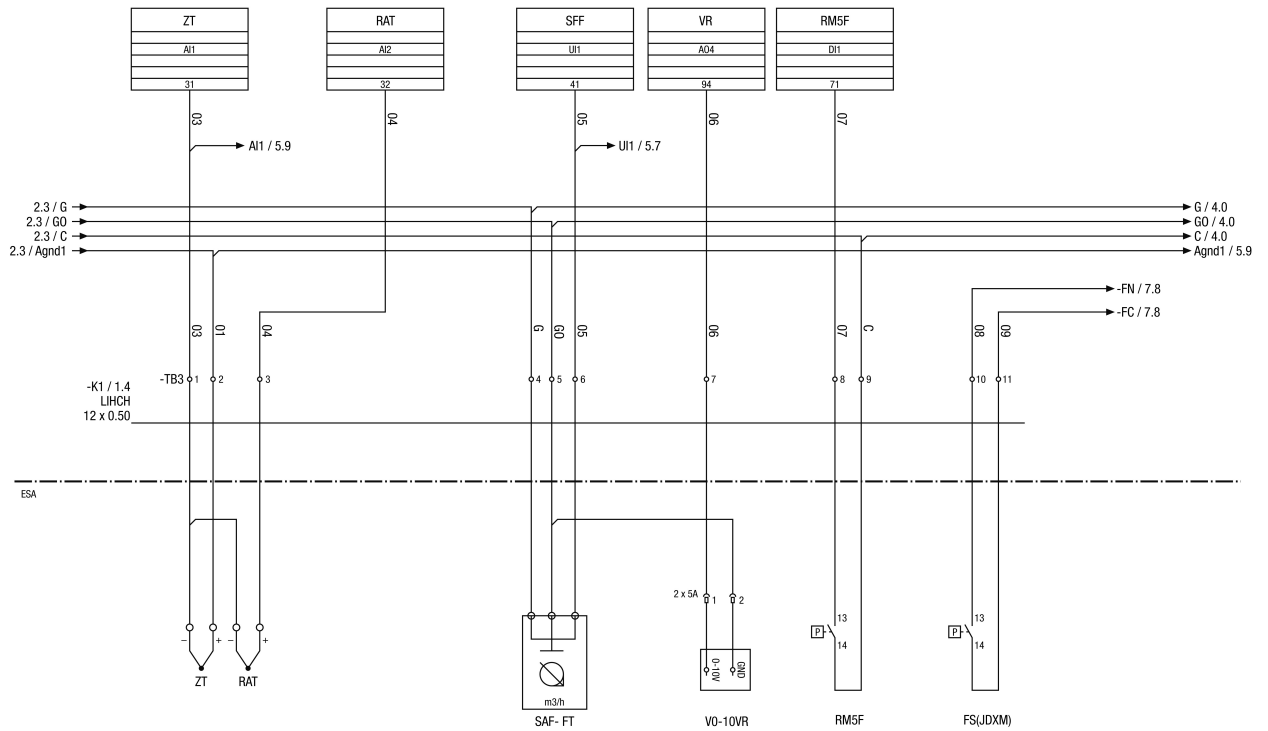 ZT
RAT
SFF
VR
RM5F
AI1
AI2
UI1
AO4
DI1
31
32
41
94
71
03
04
05
06
07
AI1 / 5.9
UI1 / 5.7
2.3 / G
G / 4.0
2.3 / GO
GO / 4.0
2.3 / C
C / 4.0
2.3 / Agnd1
Agnd1 / 5.9
-FN / 7.8
-FC / 7.8
03
01
04
G
GO
05
06
07
C
08
09
-TB3
1
2
3
4
5
6
7
8
9
10
11
-K1 / 1.4
LIHCH
12 x 0.50
ESA
2 x 5A
1
2
13
13
P
P
14
14
-
+
-
+
0-10V
GND
ZT
RAT
m3/h
SAF- FT
V0-10VR
RM5F
FS(JDXM)